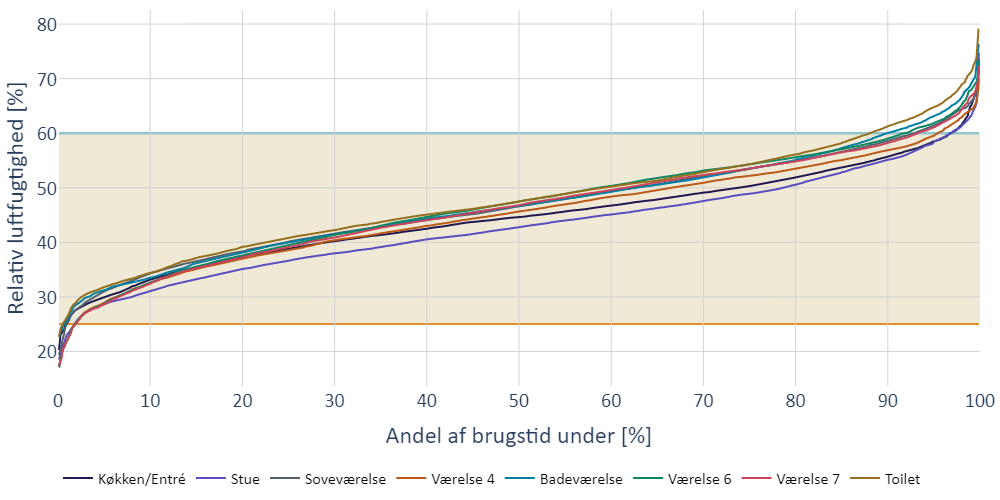 Relativ luftfugtighed [%]
80
70
60
50
40
30
20
0 10 20 30 40 50 60 70 80 90 100
Andel af brugstid under [%]
Køkken/Entré Stue Soveværelse Værelse 4 Badeværelse Værelse 6 Værelse 7 Toilet